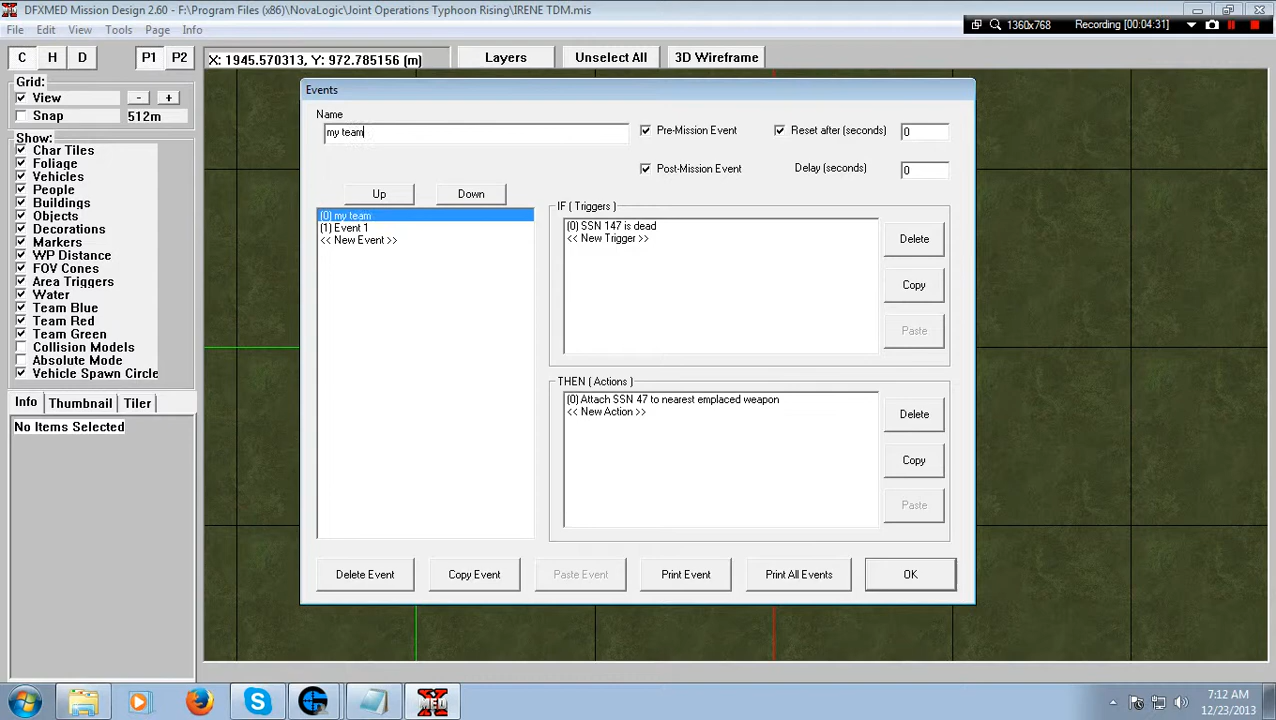 DFXMED Mission Design 2.60 - F:\Program Files (x86)\NovaLogic\Joint Operations Typhoon Rising\IRENE TDM.mis
File Edit View Tools Page Info
1360x768 Recording [00:04:31]
C H D P1 P2 X: 1945.570313, Y: 972.785156 (m) Layers Unselect All 3D Wireframe
Grid:
View - +
Snap 512m
Show:
Char Tiles
Foliage
Vehicles
People
Buildings
Objects
Decorations
Markers
WP Distance
FOV Cones
Area Triggers
Water
Team Blue
Team Red
Team Green
Collision Models
Absolute Mode
Vehicle Spawn Circle
Info Thumbnail Tiler
No Items Selected
Events
Name
my team
Pre-Mission Event Reset after (seconds) 0
Post-Mission Event Delay (seconds) 0
Up Down
(0) my team
(1) Event 1
<< New Event >>
IF ( Triggers )
(0) SSN 147 is dead
<< New Trigger >>
Delete
Copy
Paste
THEN ( Actions )
(0) Attach SSN 47 to nearest emplaced weapon
<< New Action >>
Delete
Copy
Paste
Delete Event Copy Event Paste Event Print Event Print All Events OK
MED
7:12 AM
12/23/2013